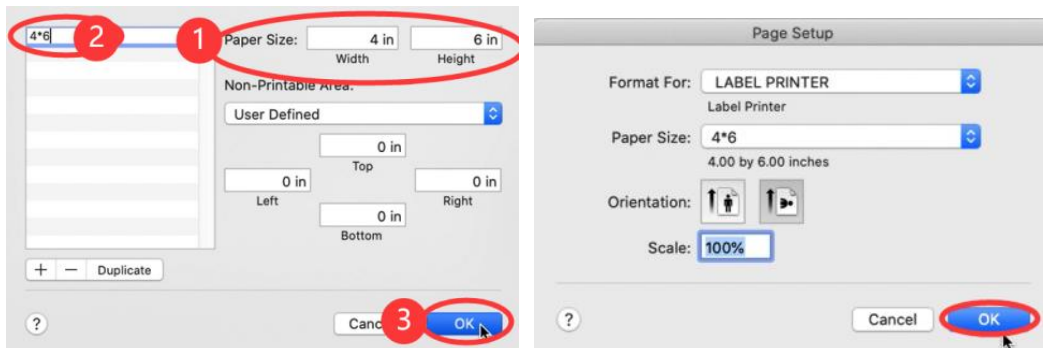 4*6
2
1
Paper Size:
4 in
6 in
Width
Height
Non-Printable Area:
User Defined
0 in
Top
0 in
0 in
Left
Right
0 in
Bottom
+
−
Duplicate
?
Canc
3
OK
Page Setup
Format For:
LABEL PRINTER
Label Printer
Paper Size:
4*6
4.00 by 6.00 inches
Orientation:
Scale:
100%
?
Cancel
OK